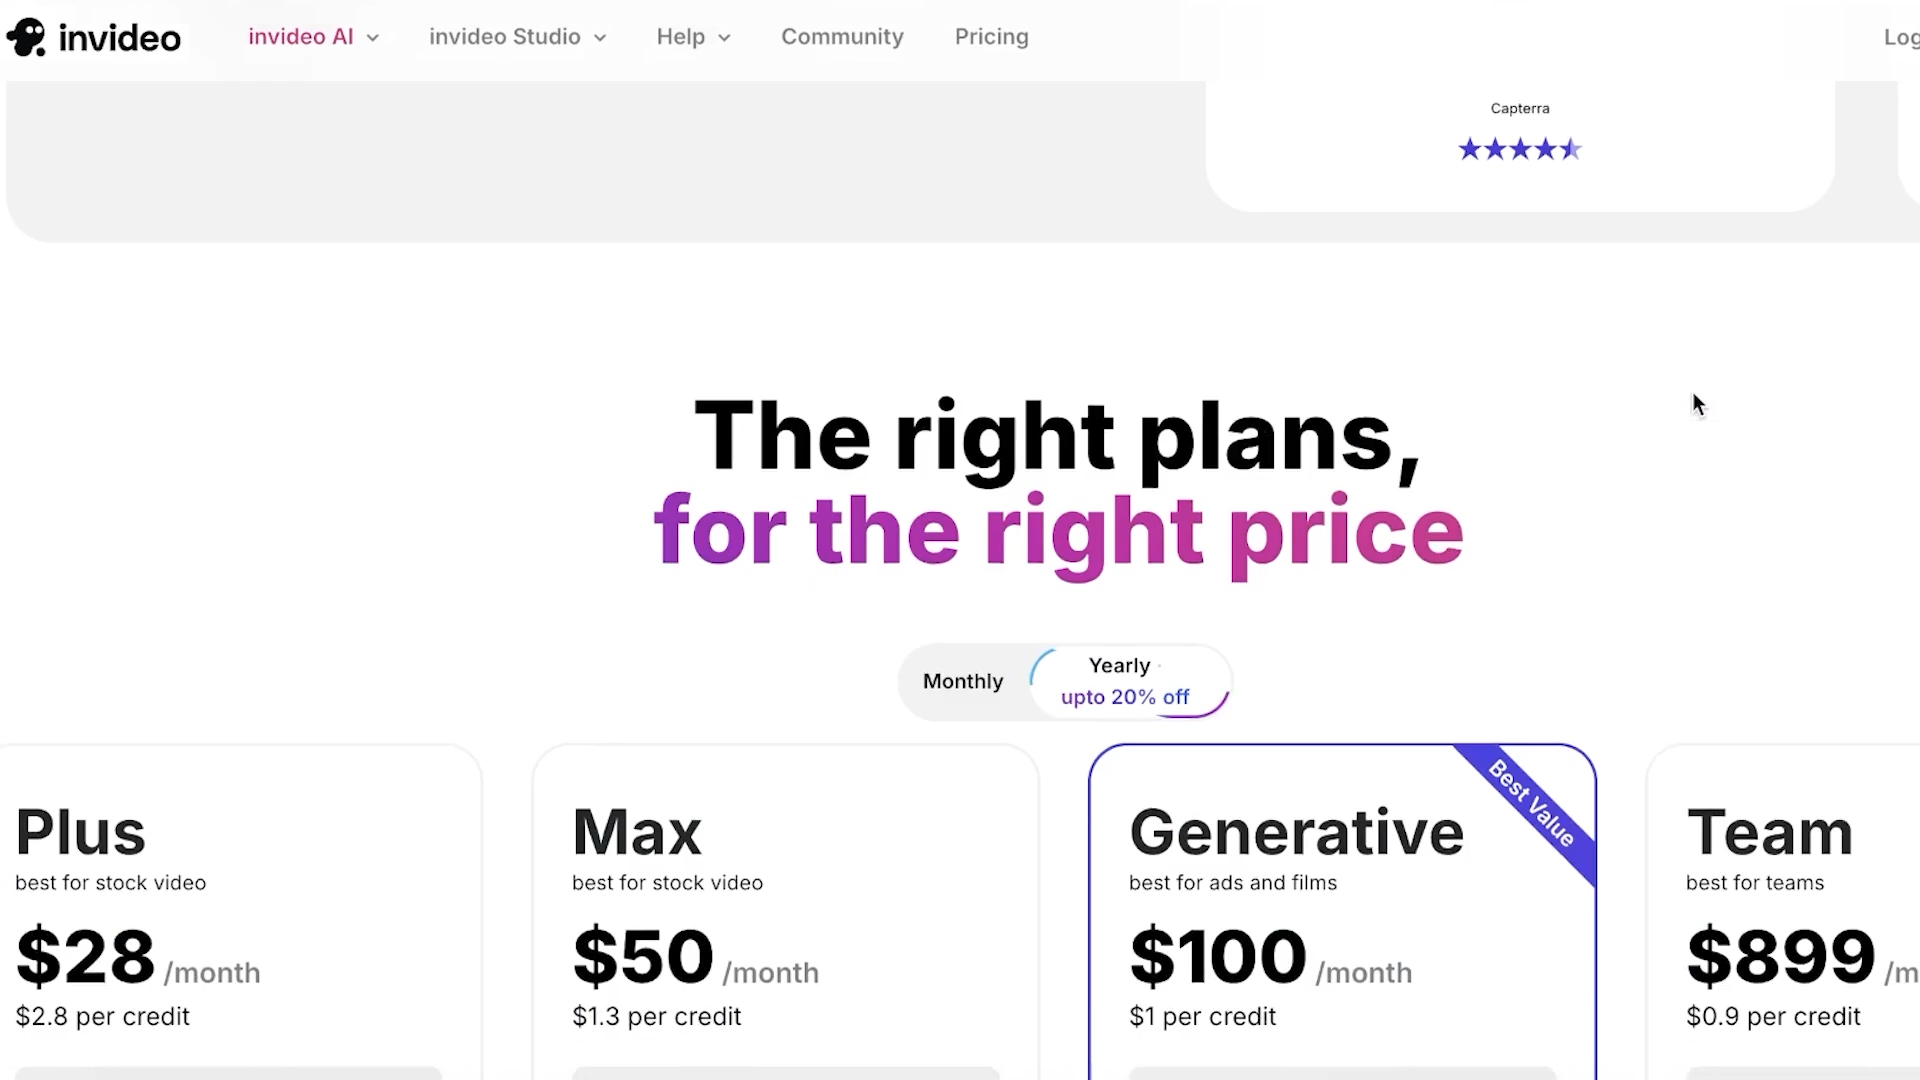 invideo
invideo AI
invideo Studio
Help
Community
Pricing
Log
Capterra
The right plans,
for the right price
Monthly
Yearly
upto 20% off
Plus
best for stock video
$28 /month
$2.8 per credit
Max
best for stock video
$50 /month
$1.3 per credit
Best Value
Generative
best for ads and films
$100 /month
$1 per credit
Team
best for teams
$899 /m
$0.9 per credit